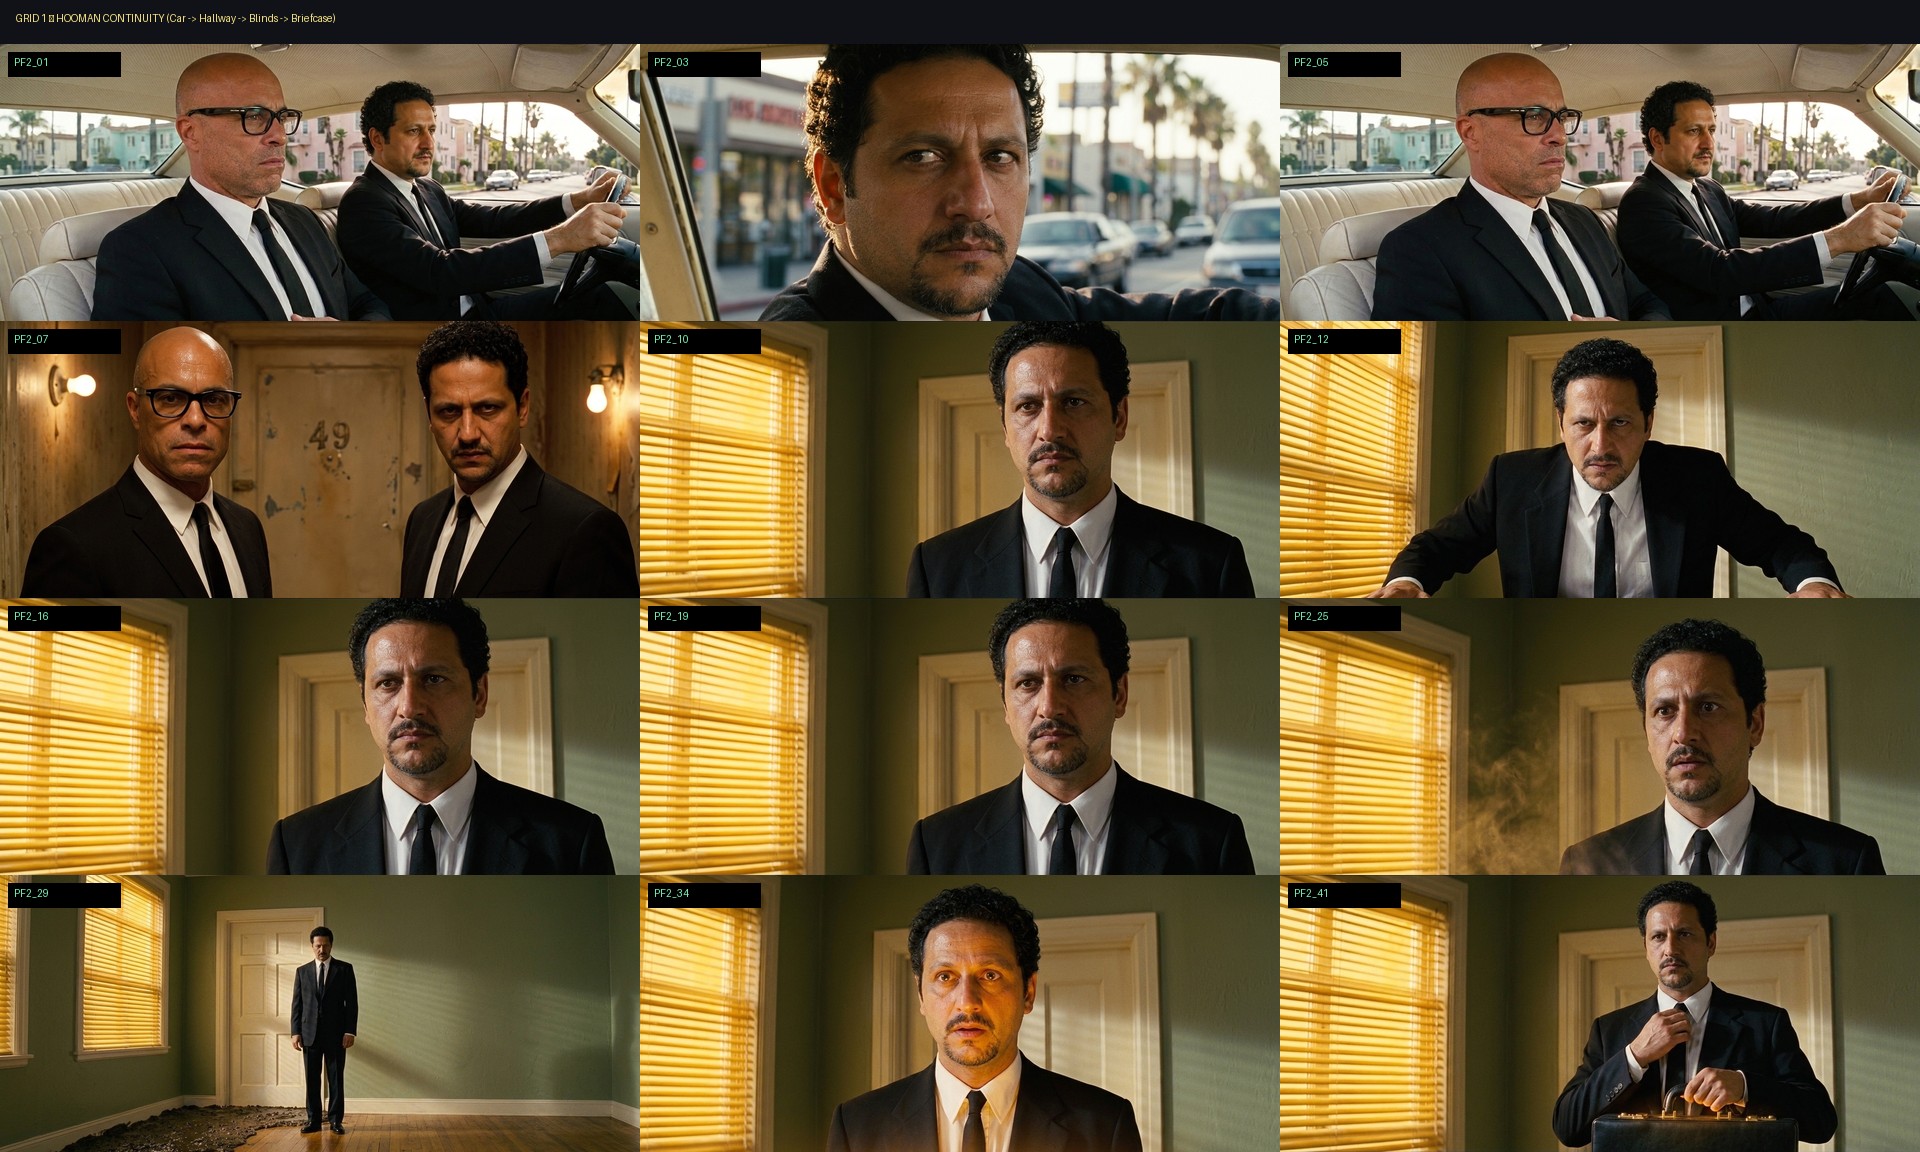 GRID 1 HOOMAN CONTINUITY (Car -> Hallway -> Blinds -> Briefcase)
PF2_01
PF2_03
PF2_05
PF2_07
49
PF2_10
PF2_12
PF2_16
PF2_19
PF2_25
PF2_29
PF2_34
PF2_41